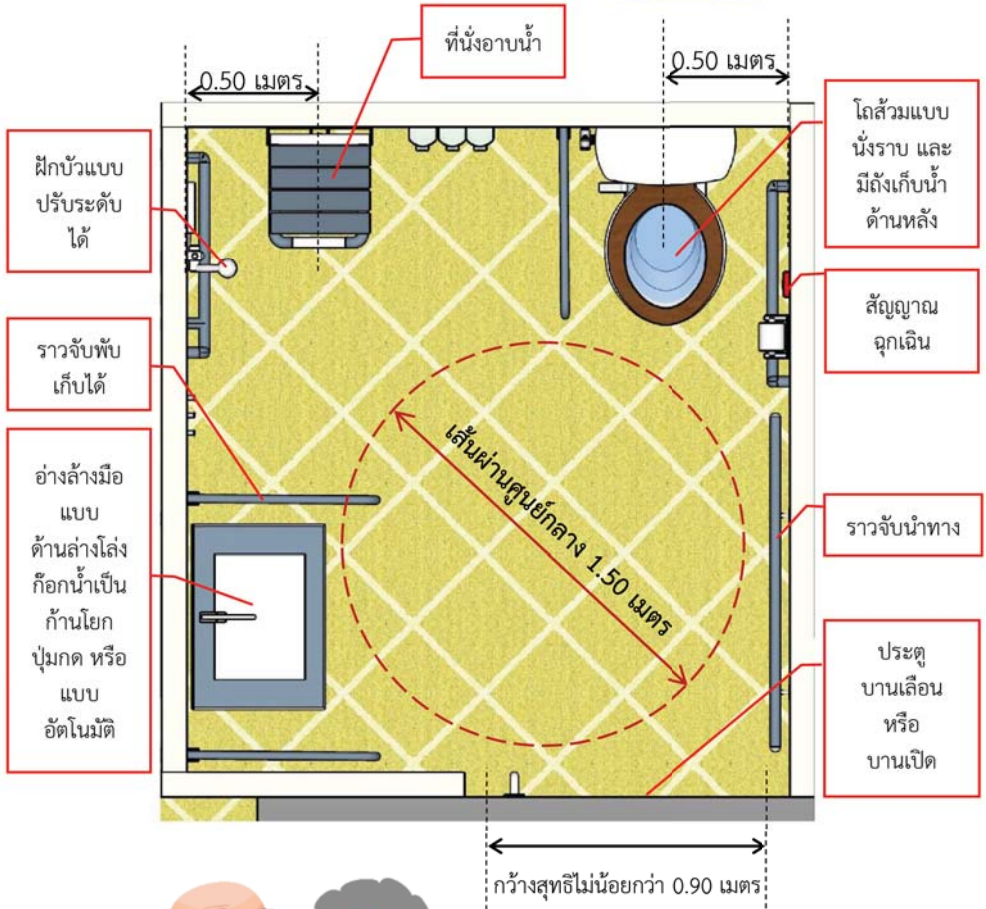 ที่นั่งอาบน้ำ
0.50 เมตร
0.50 เมตร
โถส้วมแบบ
นั่งราบ และ
มีถังเก็บน้ำ
ด้านหลัง
ฝักบัวแบบ
ปรับระดับ
ได้
สัญญาณ
ฉุกเฉิน
ราวจับพับ
เก็บได้
อ่างล้างมือ
แบบ
ด้านล่างโล่ง
ก๊อกน้ำเป็น
ก้านโยก
ปุ่มกด หรือ
แบบ
อัตโนมัติ
เส้นผ่านศูนย์กลาง 1.50 เมตร
ราวจับนำทาง
ประตู
บานเลือน
หรือ
บานเปิด
กว้างสุทธิไม่น้อยกว่า 0.90 เมตร